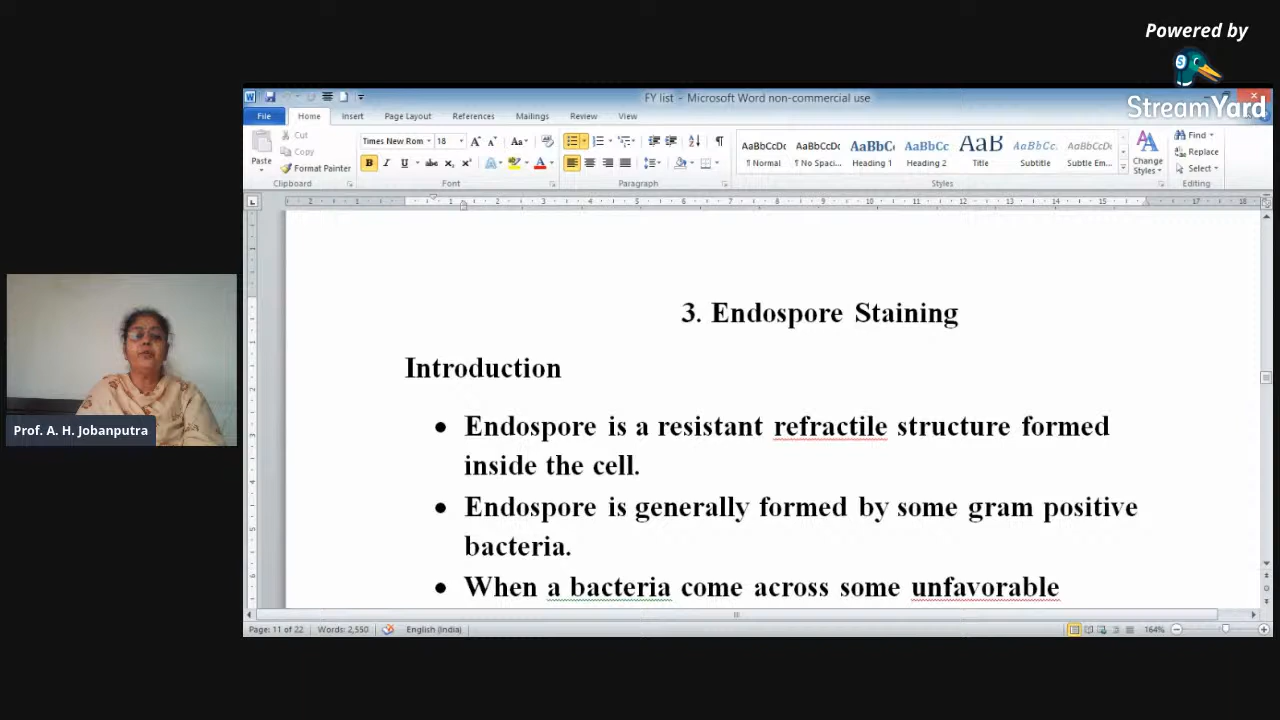 Powered by
StreamYard
FY list - Microsoft Word non-commercial use
File Home Insert Page Layout References Mailings Review View
Cut
Copy
Format Painter
Paste
Clipboard
Times New Rom 18
Font
Paragraph
AaBbCcDc AaBbCcDc AaBbC AaBbCc AaB AaBbCc. AaBbCcDc
¶ Normal ¶ No Spaci... Heading 1 Heading 2 Title Subtitle Subtle Em...
Change Styles
Styles
Find
Replace
Select
Editing
3. Endospore Staining
Introduction
• Endospore is a resistant refractile structure formed
inside the cell.
• Endospore is generally formed by some gram positive
bacteria.
• When a bacteria come across some unfavorable
Prof. A. H. Jobanputra
Page: 11 of 22 Words: 2,550 English (India) 164%